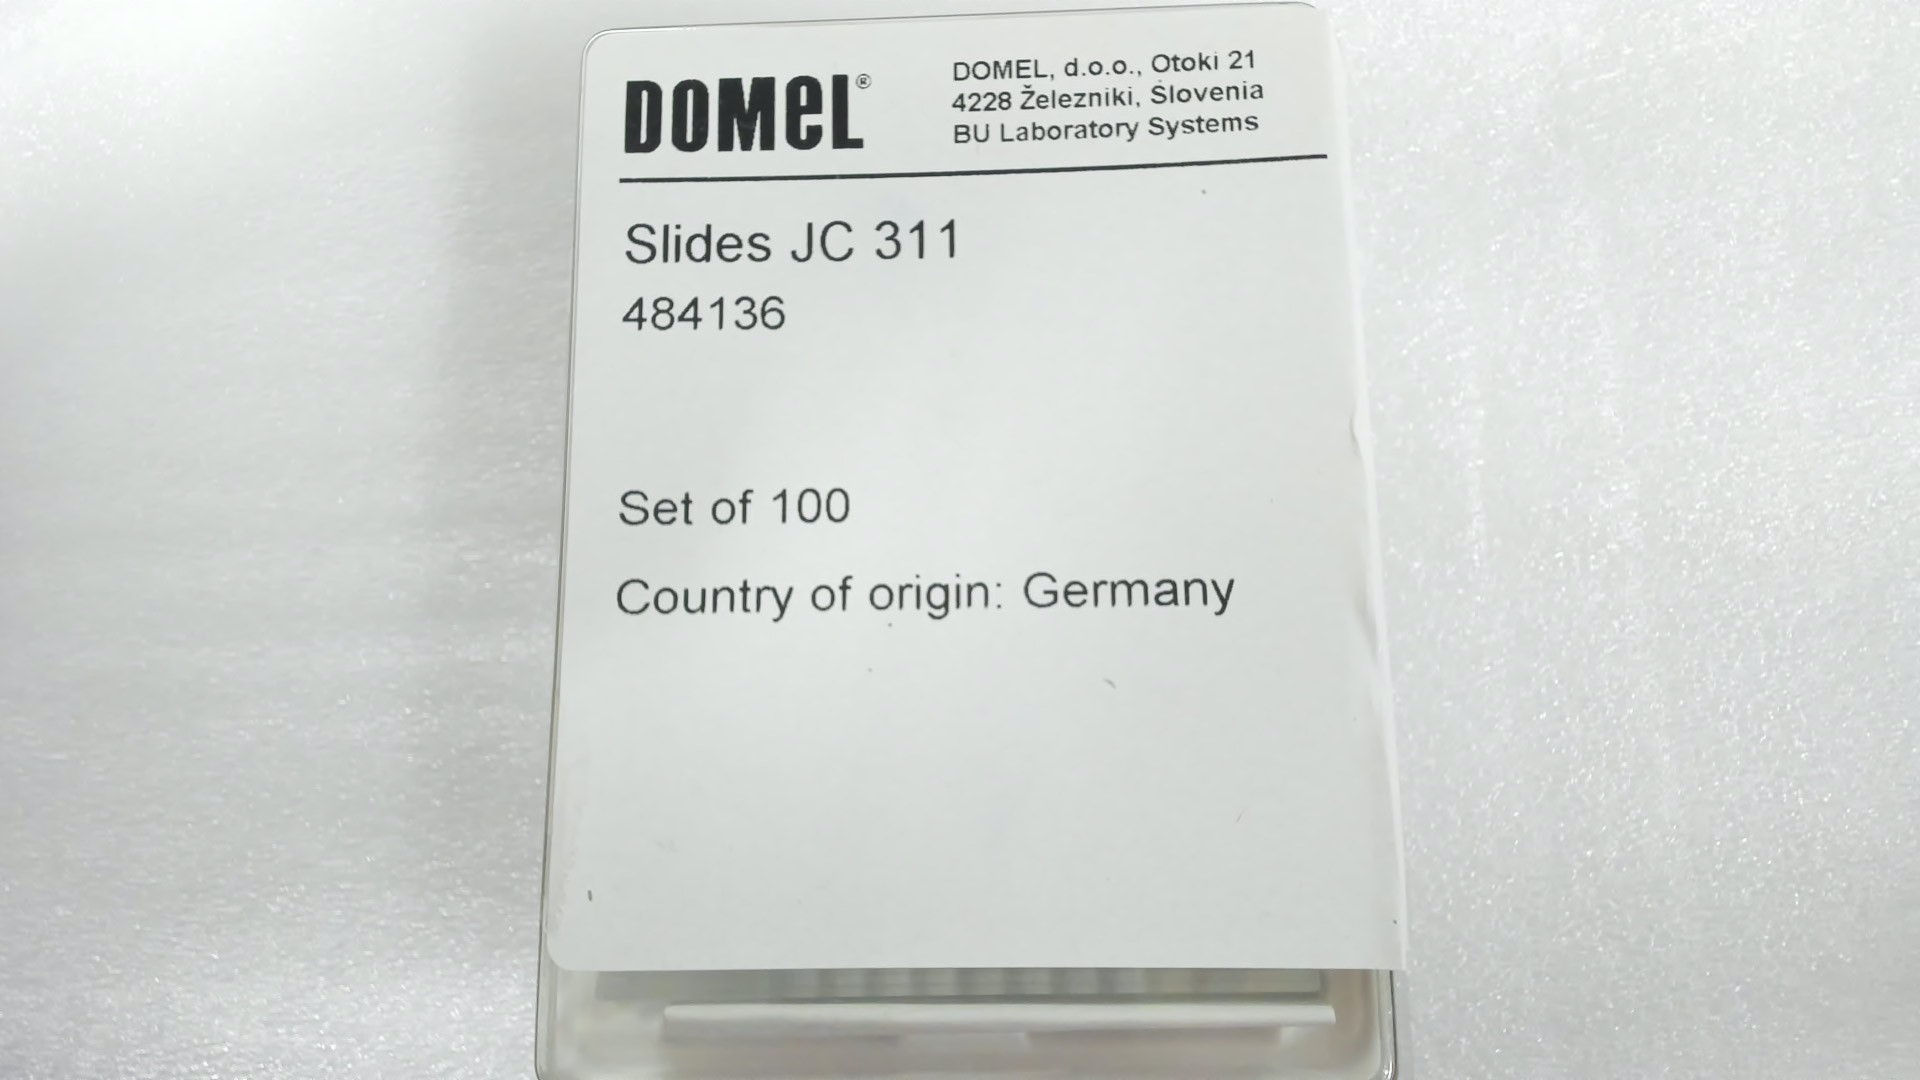 DOMEL®
DOMEL, d.o.o., Otoki 21
4228 Železniki, Slovenia
BU Laboratory Systems
Slides JC 311
484136
Set of 100
Country of origin: Germany